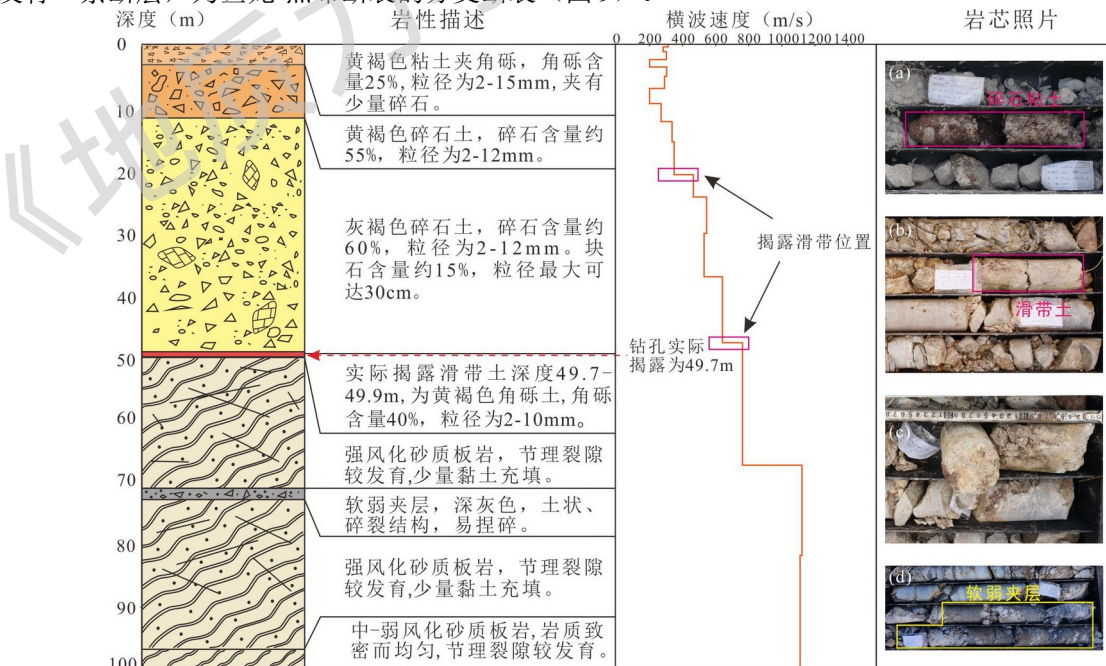 深度（m）
岩性描述
横波速度（m/s）
岩芯照片
0
10
20
30
40
50
60
70
80
90
100
黄褐色粘土夹角砾，角砾含
量25%,粒径为2-15mm,夹有
少量碎石。
黄褐色碎石土，碎石含量约
55%，粒径为2-12mm。
灰褐色碎石土，碎石含量约
60%，粒径为2-12mm。块
石含量约15%，粒径最大可
达30cm。
实际揭露滑带土深度49.7-
49.9m,为黄褐色角砾土,角砾
含量40%，粒径为2-10mm。
强风化砂质板岩，节理裂隙
较发育,少量黏土充填。
软弱夹层，深灰色，土状、
碎裂结构，易捏碎。
强风化砂质板岩，节理裂隙
较发育,少量黏土充填。
中-弱风化砂质板岩,岩质致
密而均匀,节理裂隙较发育。
0 200 400 600 800 1000 1200 1400
揭露滑带位置
钻孔实际
揭露为49.7m
(a)
碎石粘土
(b)
滑带土
(c)
(d)
软弱夹层
《地质力